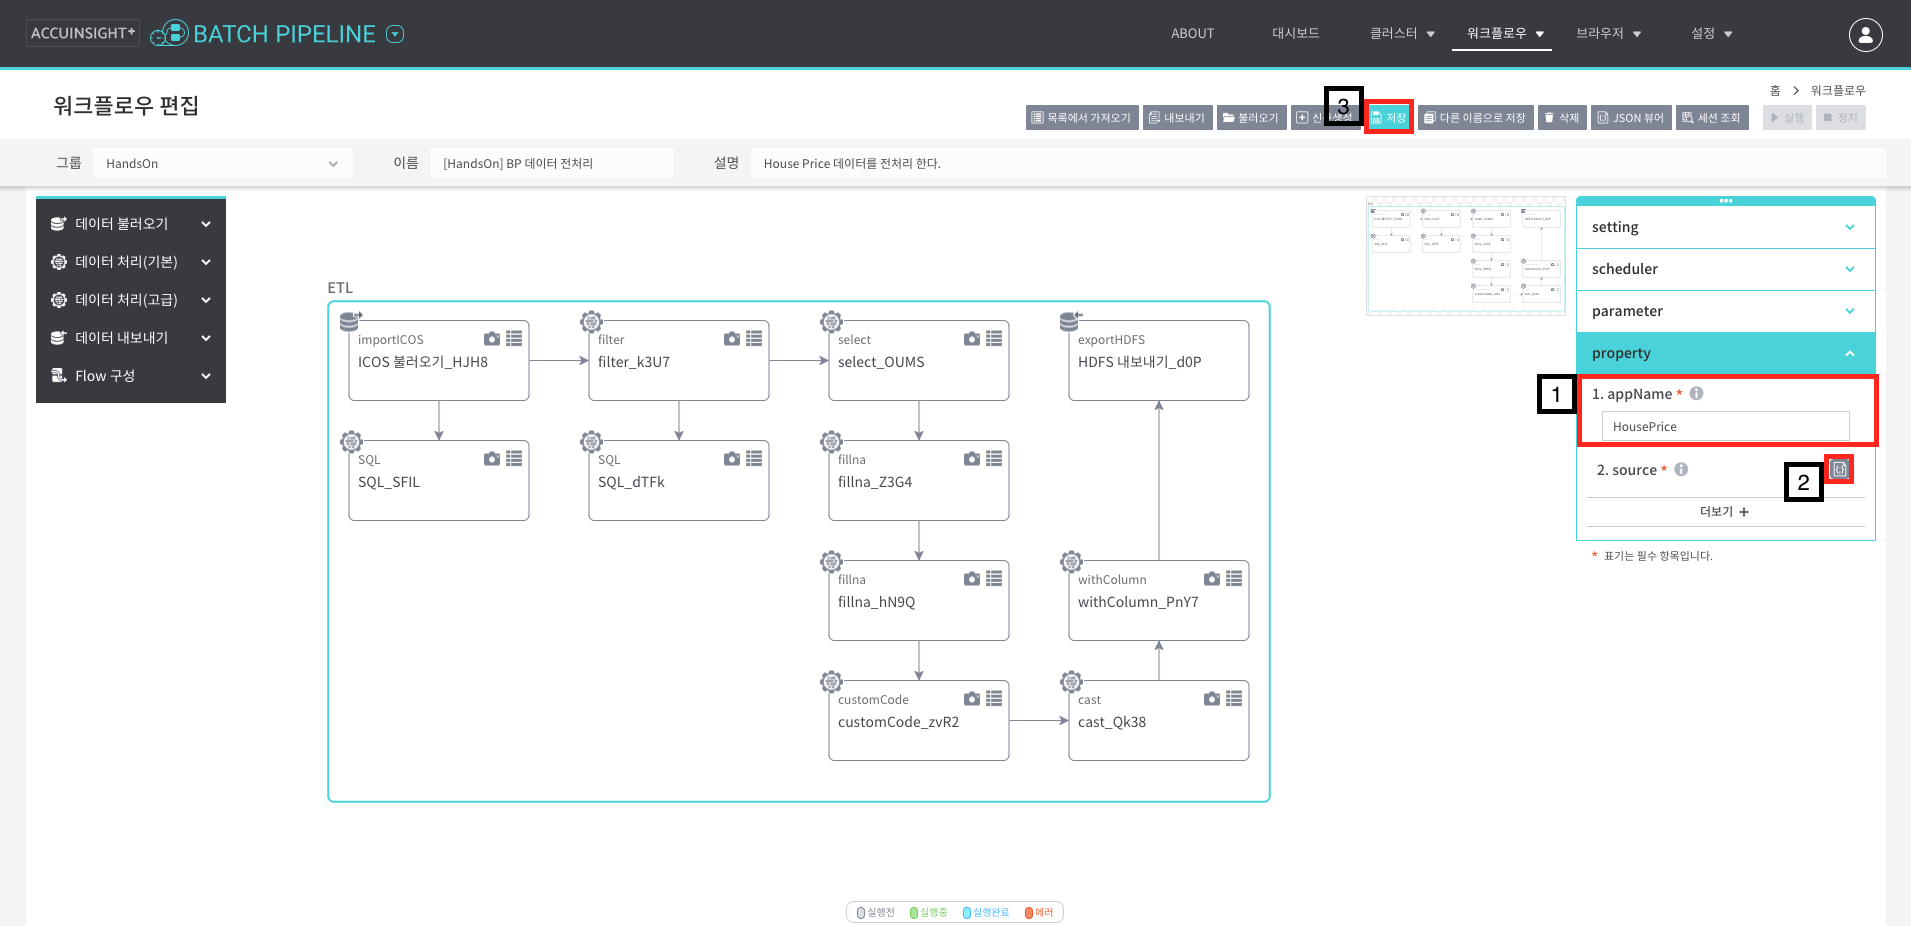 ACCUINSIGHT+ BATCH PIPELINE
ABOUT 대시보드 클러스터 워크플로우 브라우저 설정
홈 > 워크플로우
워크플로우 편집
목록에서 가져오기 내보내기 불러오기 3 저장 다른 이름으로 저장 삭제 JSON 뷰어 세션 조회 실행 정지
그룹 HandsOn 이름 [HandsOn] BP 데이터 전처리 설명 House Price 데이터를 전처리 한다.
데이터 불러오기
데이터 처리(기본)
데이터 처리(고급)
데이터 내보내기
Flow 구성
ETL
importICOS
ICOS 불러오기_HJH8
filter
filter_k3U7
select
select_OUMS
exportHDFS
HDFS 내보내기_d0P
SQL
SQL_SFIL
SQL
SQL_dTFk
fillna
fillna_Z3G4
fillna
fillna_hN9Q
withColumn
withColumn_PnY7
customCode
customCode_zvR2
cast
cast_Qk38
setting
scheduler
parameter
property
1
1. appName *
HousePrice
2. source *
2
더보기 +
* 표기는 필수 항목입니다.
실행전 실행중 실행완료 에러